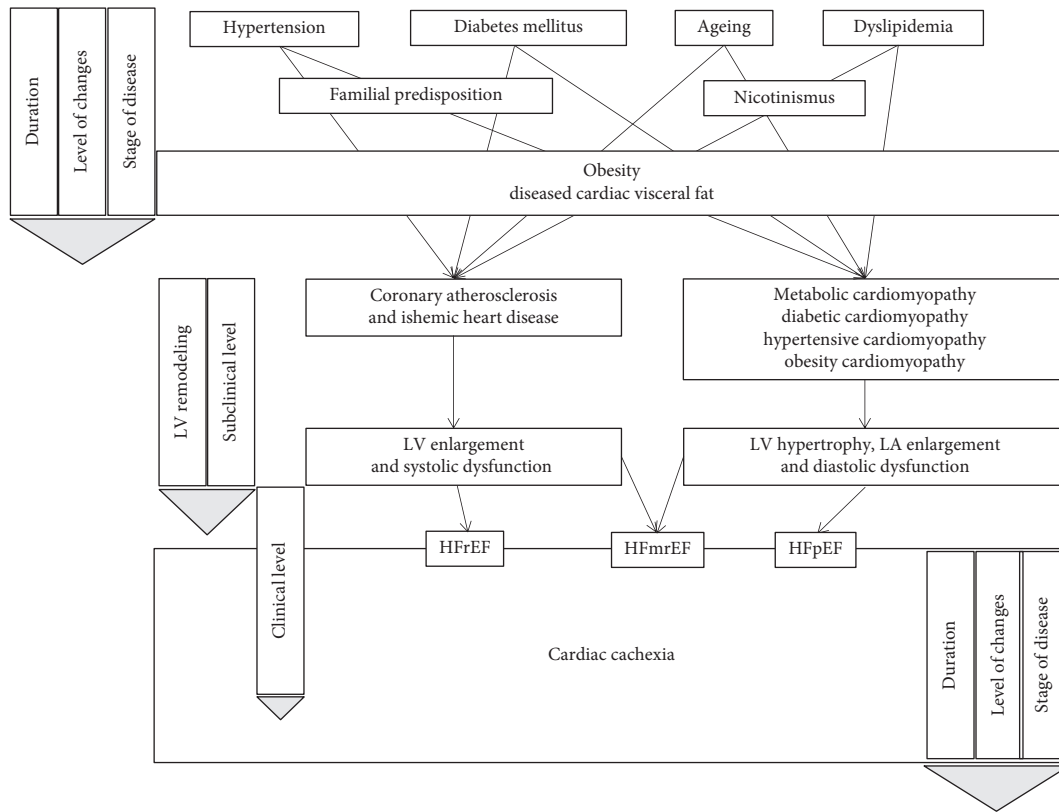 Hypertension
Diabetes mellitus
Ageing
Dyslipidemia
Familial predisposition
Nicotinismus
Duration
Level of changes
Stage of disease
Obesity
diseased cardiac visceral fat
Coronary atherosclerosis
and ishemic heart disease
Metabolic cardiomyopathy
diabetic cardiomyopathy
hypertensive cardiomyopathy
obesity cardiomyopathy
LV remodeling
Subclinical level
LV enlargement
and systolic dysfunction
LV hypertrophy, LA enlargement
and diastolic dysfunction
HFrEF
HFmrEF
HFpEF
Clinical level
Cardiac cachexia
Duration
Level of changes
Stage of disease